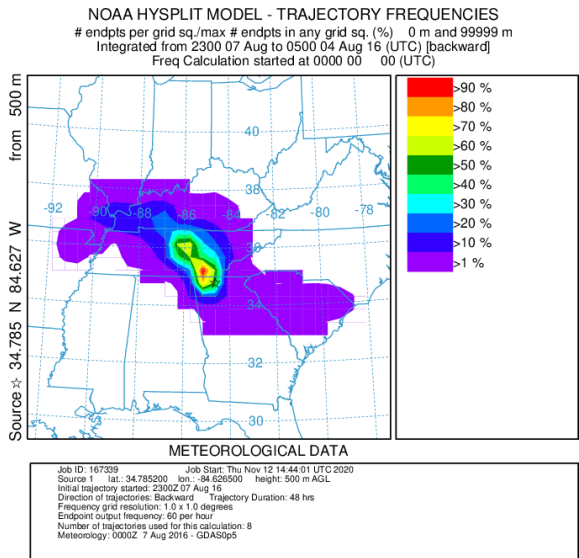 NOAA HYSPLIT MODEL - TRAJECTORY FREQUENCIES
# endpts per grid sq./max # endpts in any grid sq. (%)    0 m and 99999 m
Integrated from 2300 07 Aug to 0500 04 Aug 16 (UTC) [backward]
Freq Calculation started at 0000 00    00 (UTC)
Source ☆ 34.785 N 84.627 W    from 500 m
>90 %
>80 %
>70 %
>60 %
>50 %
>40 %
>30 %
>20 %
>10 %
>1 %
40
38
-92 -90 -88 -86 -84 -82 -80 -78
36
34
32
30
METEOROLOGICAL DATA
Job ID: 167339    Job Start: Thu Nov 12 14:44:01 UTC 2020
Source 1    lat.: 34.785200    lon.: -84.626500    height: 500 m AGL
Initial trajectory started: 2300Z 07 Aug 16
Direction of trajectories: Backward    Trajectory Duration: 48 hrs
Frequency grid resolution: 1.0 x 1.0 degrees
Endpoint output frequency: 60 per hour
Number of trajectories used for this calculation: 8
Meteorology: 0000Z  7 Aug 2016 - GDAS0p5